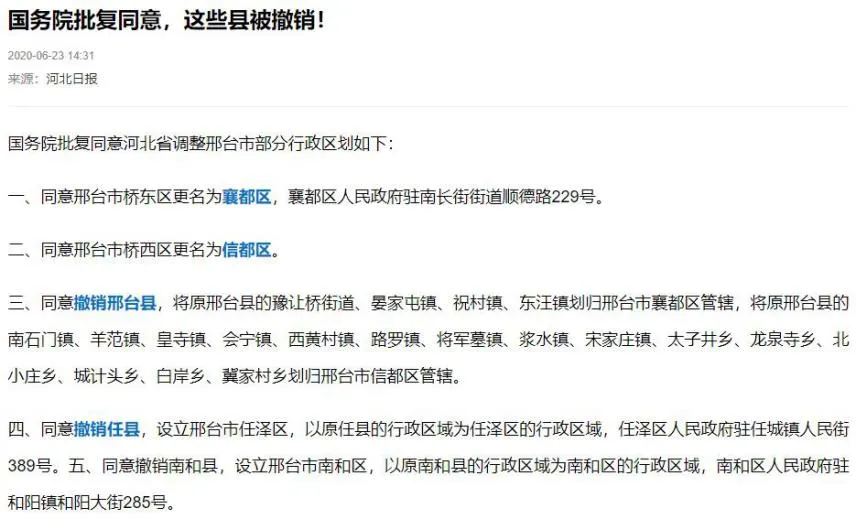 国务院批复同意，这些县被撤销！
2020-06-23 14:31
来源：河北日报
国务院批复同意河北省调整邢台市部分行政区划如下：
一、同意邢台市桥东区更名为襄都区，襄都区人民政府驻南长街街道顺德路229号。
二、同意邢台市桥西区更名为信都区。
三、同意撤销邢台县，将原邢台县的豫让桥街道、晏家屯镇、祝村镇、东汪镇划归邢台市襄都区管辖，将原邢台县的
南石门镇、羊范镇、皇寺镇、会宁镇、西黄村镇、路罗镇、将军墓镇、浆水镇、宋家庄镇、太子井乡、龙泉寺乡、北
小庄乡、城计头乡、白岸乡、冀家村乡划归邢台市信都区管辖。
四、同意撤销任县，设立邢台市任泽区，以原任县的行政区域为任泽区的行政区域，任泽区人民政府驻任城镇人民街
389号。五、同意撤销南和县，设立邢台市南和区，以原南和县的行政区域为南和区的行政区域，南和区人民政府驻
和阳镇和阳大街285号。